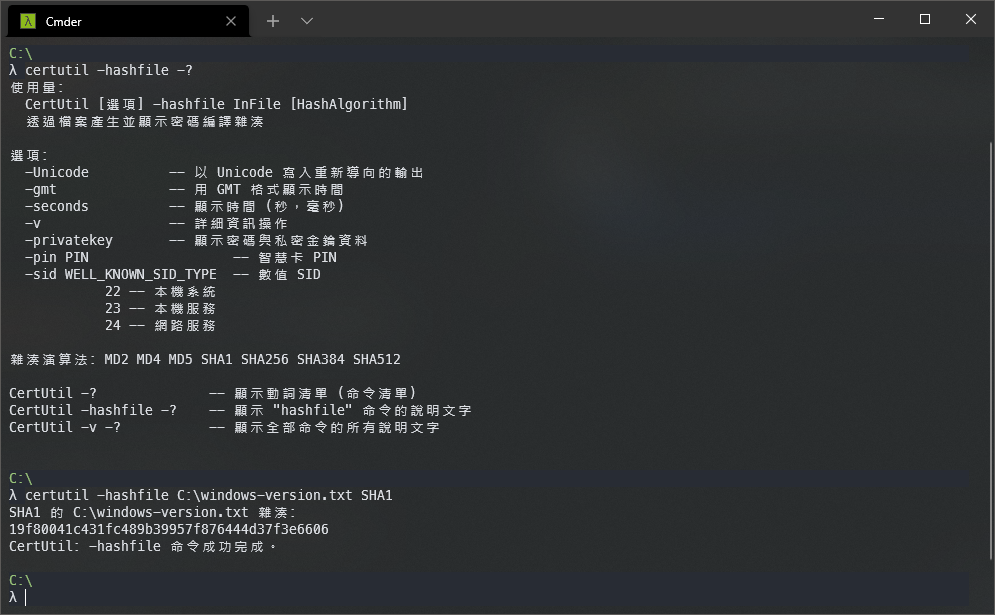 Cmder
C:\
λ certutil -hashfile -?
使用量:
CertUtil [選項] -hashfile InFile [HashAlgorithm]
透過檔案產生並顯示密碼編譯雜湊
選項:
-Unicode -- 以 Unicode 寫入重新導向的輸出
-gmt -- 用 GMT 格式顯示時間
-seconds -- 顯示時間 (秒，毫秒)
-v -- 詳細資訊操作
-privatekey -- 顯示密碼與私密金鑰資料
-pin PIN -- 智慧卡 PIN
-sid WELL_KNOWN_SID_TYPE -- 數值 SID
22 -- 本機系統
23 -- 本機服務
24 -- 網路服務
雜湊演算法: MD2 MD4 MD5 SHA1 SHA256 SHA384 SHA512
CertUtil -? -- 顯示動詞清單 (命令清單)
CertUtil -hashfile -? -- 顯示 "hashfile" 命令的說明文字
CertUtil -v -? -- 顯示全部命令的所有說明文字
C:\
λ certutil -hashfile C:\windows-version.txt SHA1
SHA1 的 C:\windows-version.txt 雜湊:
19f80041c431fc489b39957f876444d37f3e6606
CertUtil: -hashfile 命令成功完成。
C:\
λ